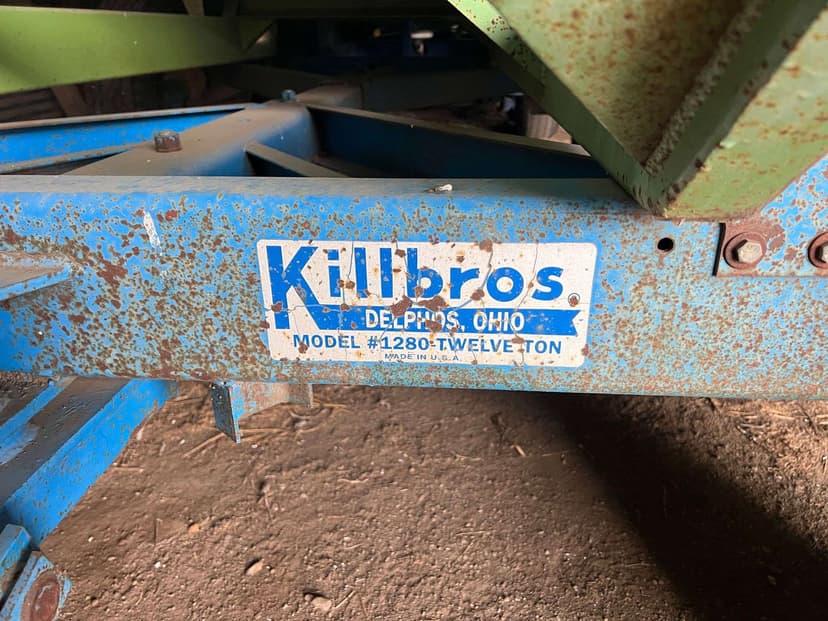 Killbros
DELPHOS, OHIO
MODEL #1280-TWELVE TON
MADE IN U.S.A.